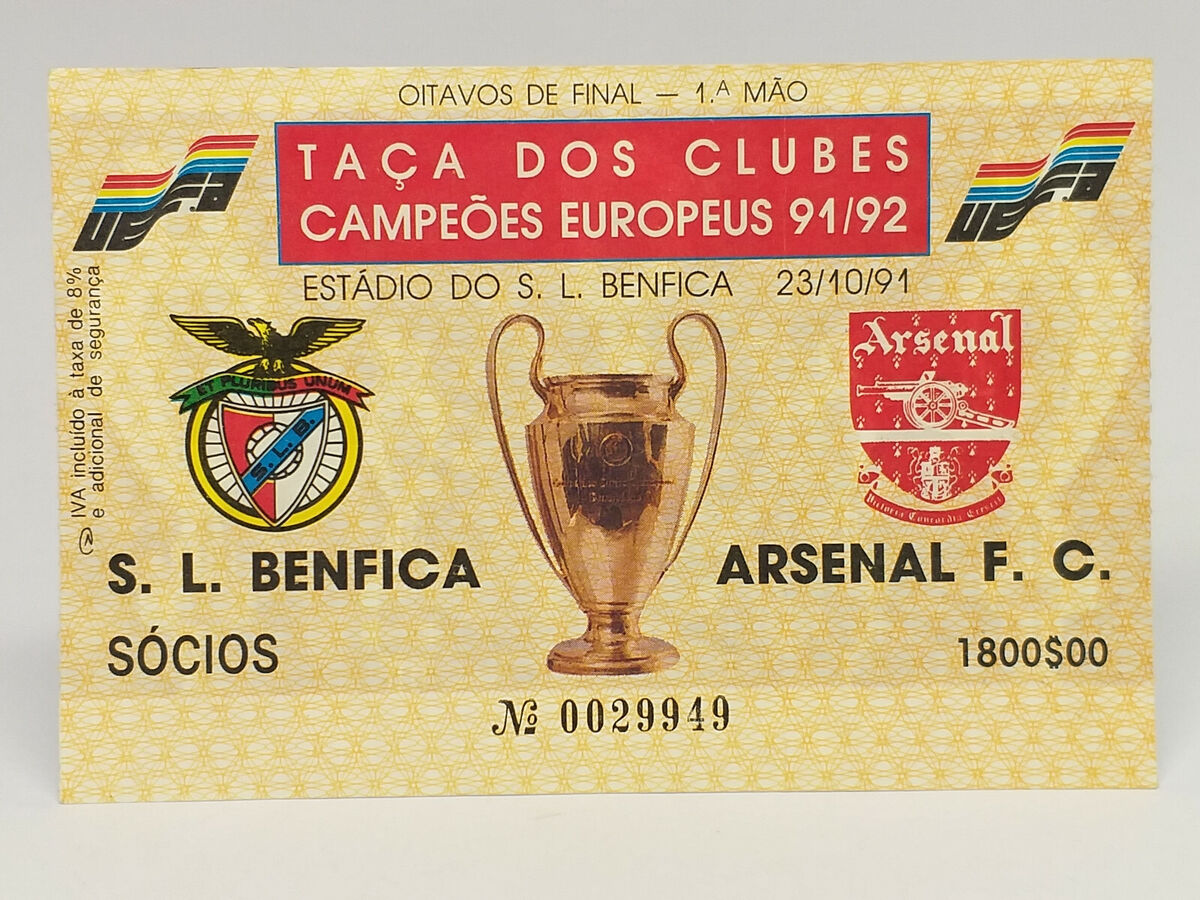 OITAVOS DE FINAL — 1.ª MÃO
TAÇA DOS CLUBES
CAMPEÕES EUROPEUS 91/92
UEFA
UEFA
ESTÁDIO DO S. L. BENFICA 23/10/91
IVA incluído à taxa de 8%
e adicional de segurança
ET PLURIBUS UNUM
S. L. B.
Arsenal
Victoria Concordia Crescit
S. L. BENFICA
ARSENAL F. C.
SÓCIOS
1800$00
№ 0029949